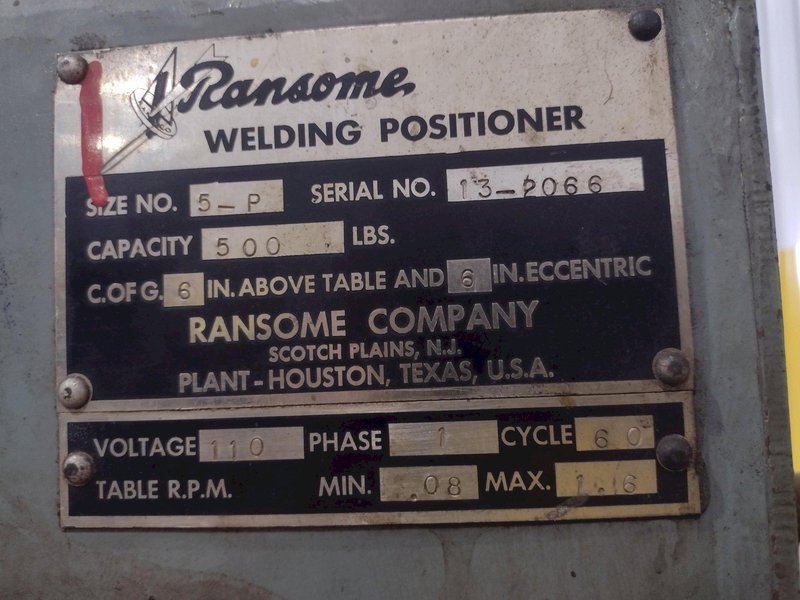 Ransome
WELDING POSITIONER
SIZE NO. 5-P SERIAL NO. 13-2066
CAPACITY 500 LBS.
C. OF G. 6 IN. ABOVE TABLE AND 6 IN. ECCENTRIC
RANSOME COMPANY
SCOTCH PLAINS, N.J.
PLANT-HOUSTON, TEXAS, U.S.A.
VOLTAGE 110 PHASE 1 CYCLE 60
TABLE R.P.M. MIN. .08 MAX. 1.6